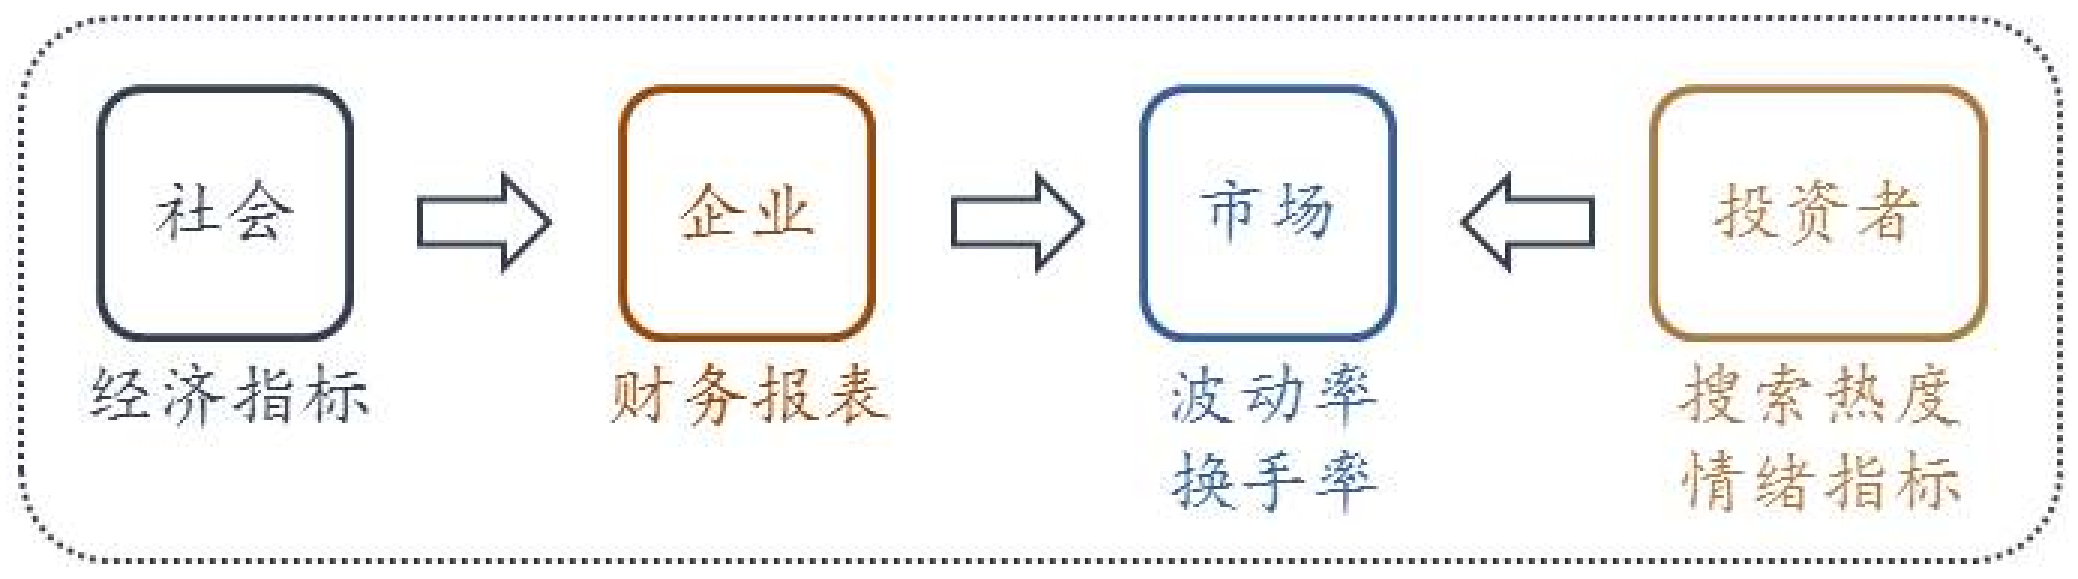 社会
企业
市场
投资者
经济指标
财务报表
波动率
换手率
搜索热度
情绪指标